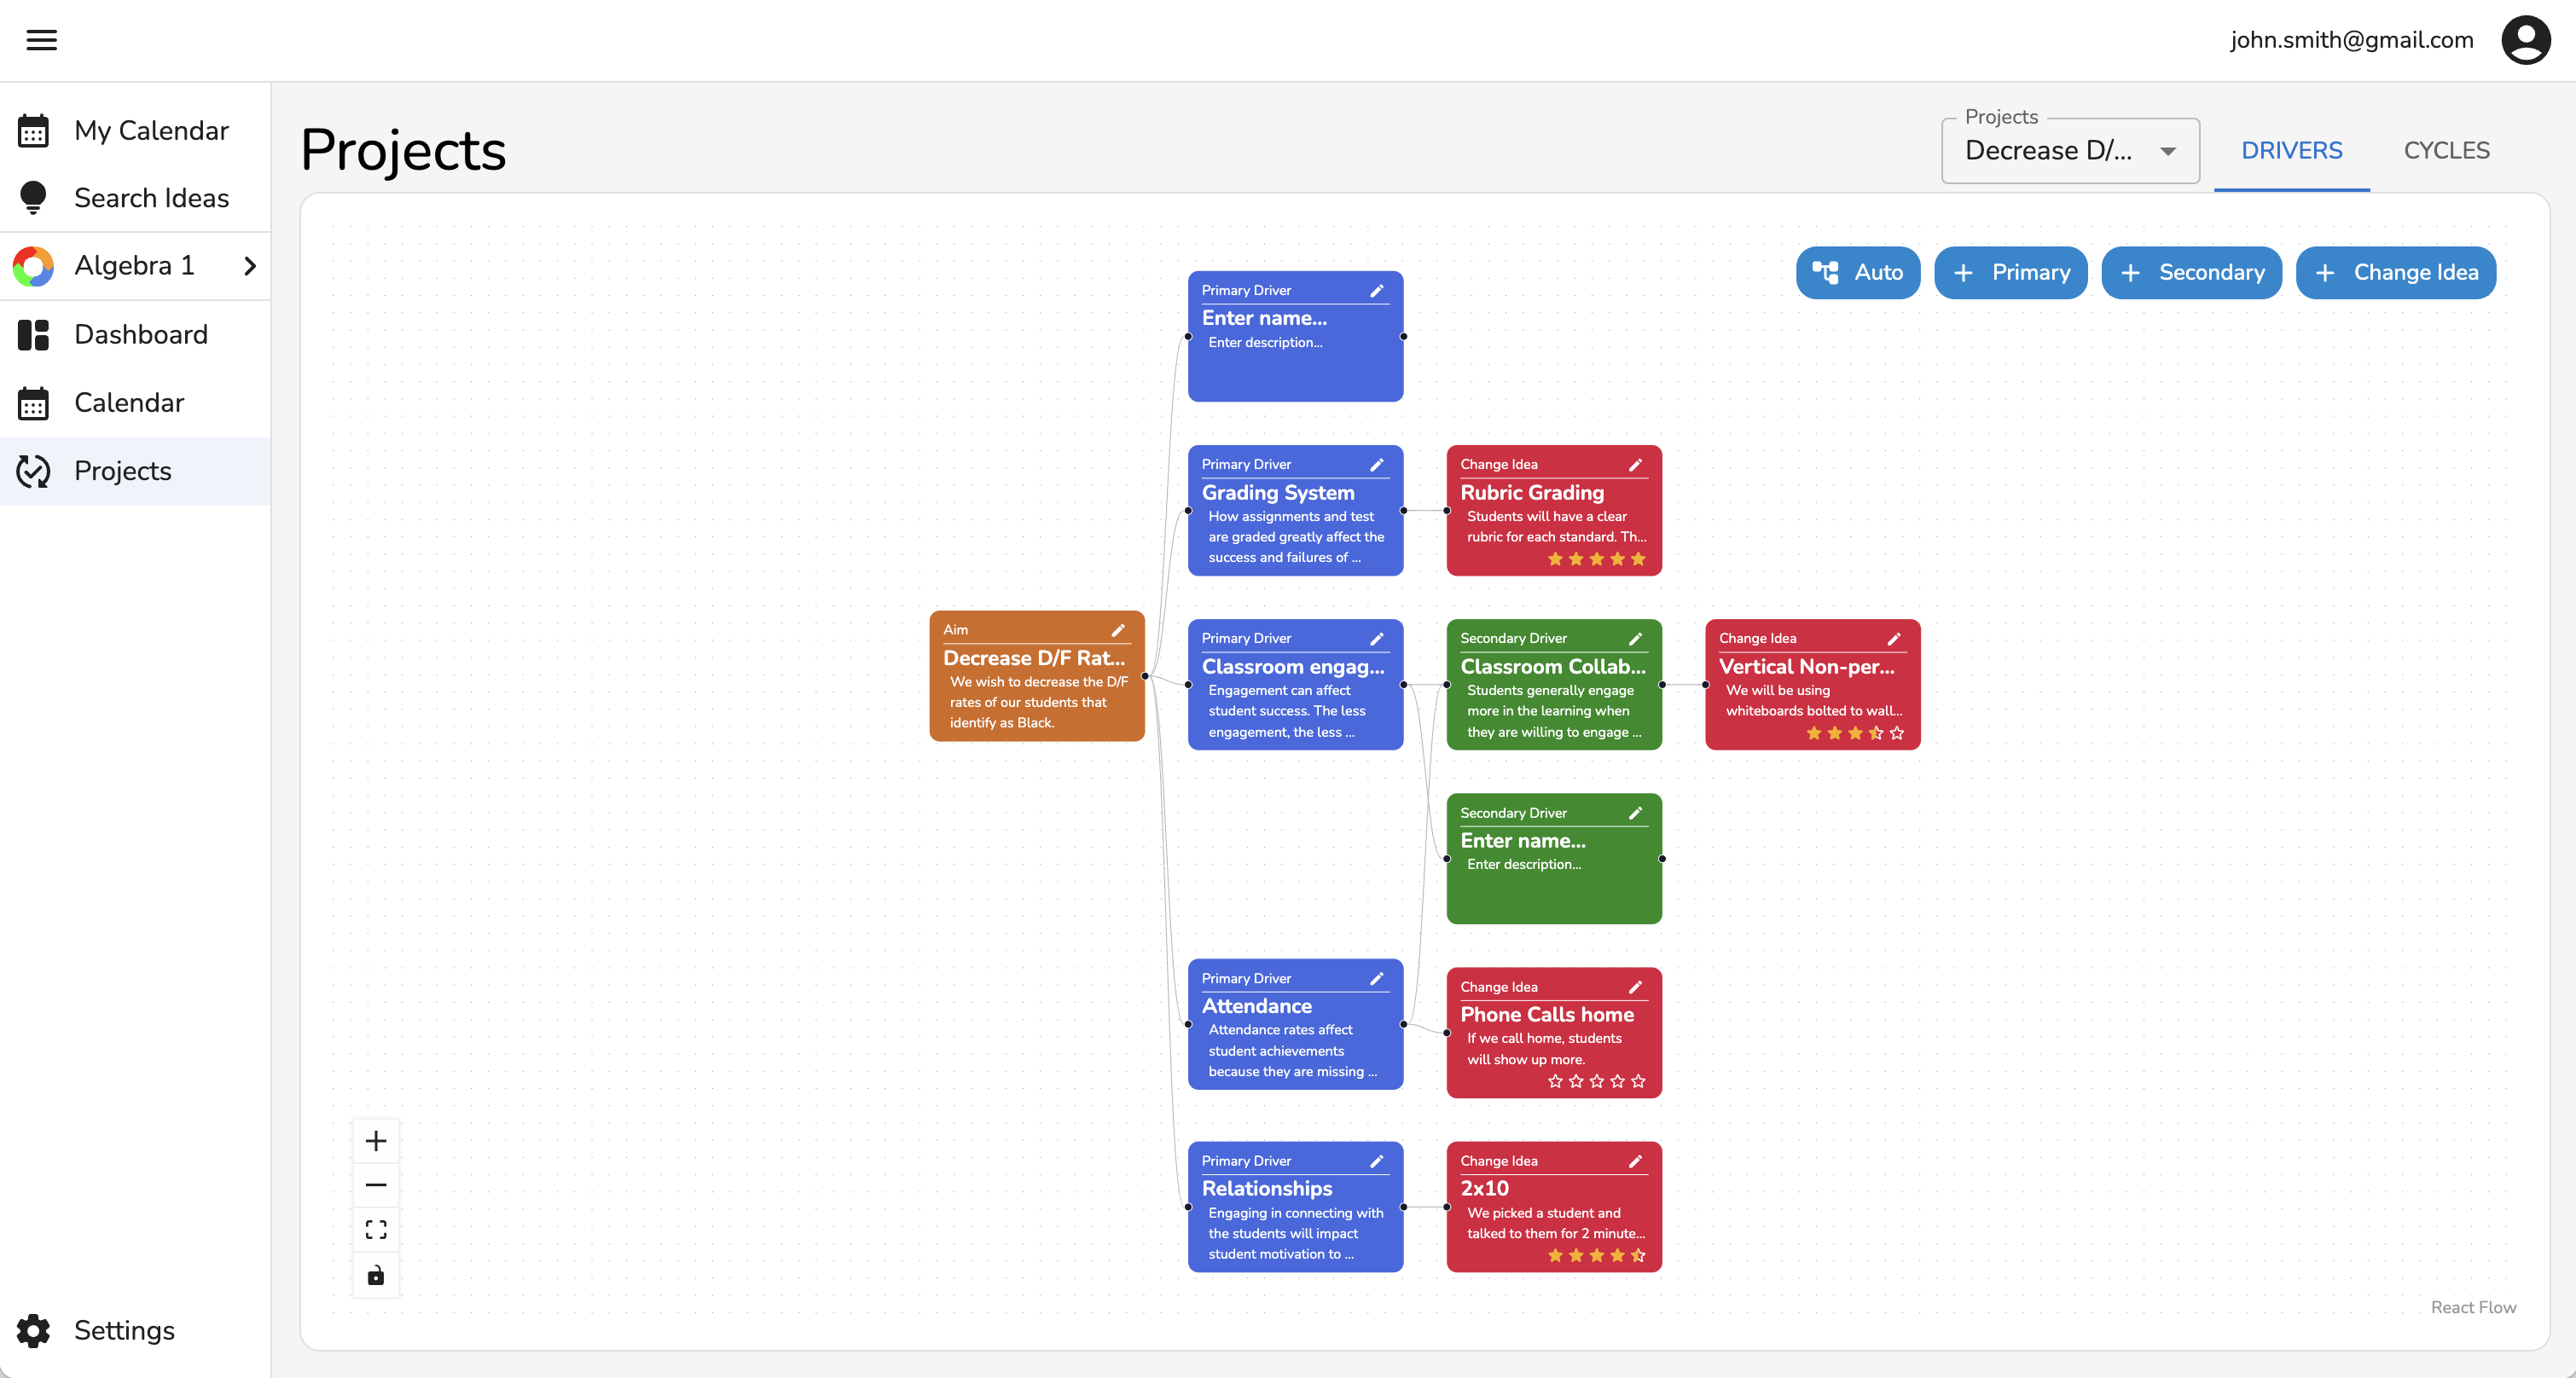 john.smith@gmail.com
My Calendar
Search Ideas
Algebra 1
Dashboard
Calendar
Projects
Settings
Projects
Projects
Decrease D/...
DRIVERS
CYCLES
Auto
Primary
Secondary
Change Idea
Aim
Decrease D/F Rat...
We wish to decrease the D/F
rates of our students that
identify as Black.
Primary Driver
Enter name...
Enter description...
Primary Driver
Grading System
How assignments and test
are graded greatly affect the
success and failures of ...
Change Idea
Rubric Grading
Students will have a clear
rubric for each standard. Th...
Primary Driver
Classroom engag...
Engagement can affect
student success. The less
engagement, the less ...
Secondary Driver
Classroom Collab...
Students generally engage
more in the learning when
they are willing to engage ...
Change Idea
Vertical Non-per...
We will be using
whiteboards bolted to wall...
Secondary Driver
Enter name...
Enter description...
Primary Driver
Attendance
Attendance rates affect
student achievements
because they are missing ...
Change Idea
Phone Calls home
If we call home, students
will show up more.
Primary Driver
Relationships
Engaging in connecting with
the students will impact
student motivation to ...
Change Idea
2x10
We picked a student and
talked to them for 2 minute...
React Flow